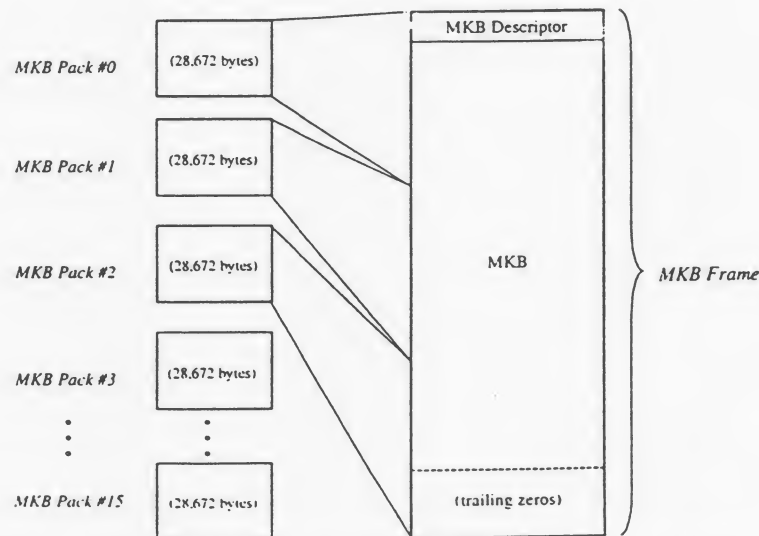 MKB Descriptor
MKB Pack #0
(28,672 bytes)
MKB Pack #1
(28,672 bytes)
MKB
MKB Frame
MKB Pack #2
(28,672 bytes)
MKB Pack #3
(28,672 bytes)
MKB Pack #15
(28,672 bytes)
(trailing zeros)